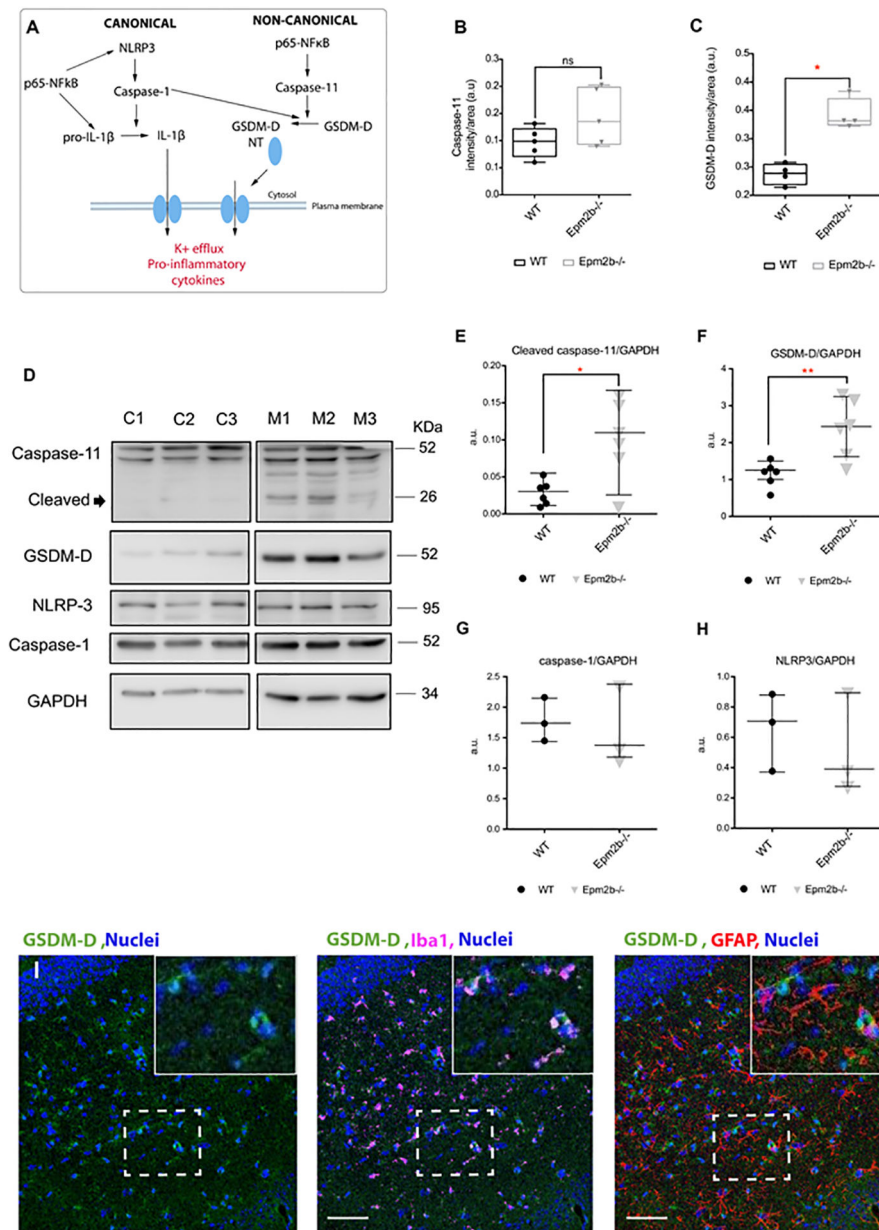 A
CANONICAL
NON-CANONICAL
NLRP3
p65-NFκB
p65-NFkB
Caspase-1
Caspase-11
pro-IL-1β
IL-1β
GSDM-D
NT
GSDM-D
Cytosol
Plasma membrane
K+ efflux
Pro-inflammatory
cytokines
B
Caspase-11
intensity/area (a.u)
ns
0.3
0.2
0.2
0.1
0.1
WT
Epm2b-/-
WT
Epm2b-/-
C
GSDM-D intensity/area (a.u.)
*
0.4
0.4
0.3
0.3
0.2
WT
Epm2b-/-
WT
Epm2b-/-
D
C1 C2 C3 M1 M2 M3 KDa
Caspase-11
52
Cleaved
26
GSDM-D
52
NLRP-3
95
Caspase-1
52
GAPDH
34
E
Cleaved caspase-11/GAPDH
a.u.
*
0.20
0.15
0.10
0.05
0.00
WT
Epm2b-/-
WT
Epm2b-/-
F
GSDM-D/GAPDH
a.u.
**
4
3
2
1
0
WT
Epm2b-/-
WT
Epm2b-/-
G
caspase-1/GAPDH
a.u.
2.5
2.0
1.5
1.0
0.5
0.0
WT
Epm2b-/-
WT
Epm2b-/-
H
NLRP3/GAPDH
a.u.
1.0
0.8
0.6
0.4
0.2
0.0
WT
Epm2b-/-
WT
Epm2b-/-
GSDM-D, Nuclei
I
GSDM-D, Iba1, Nuclei
GSDM-D, GFAP, Nuclei